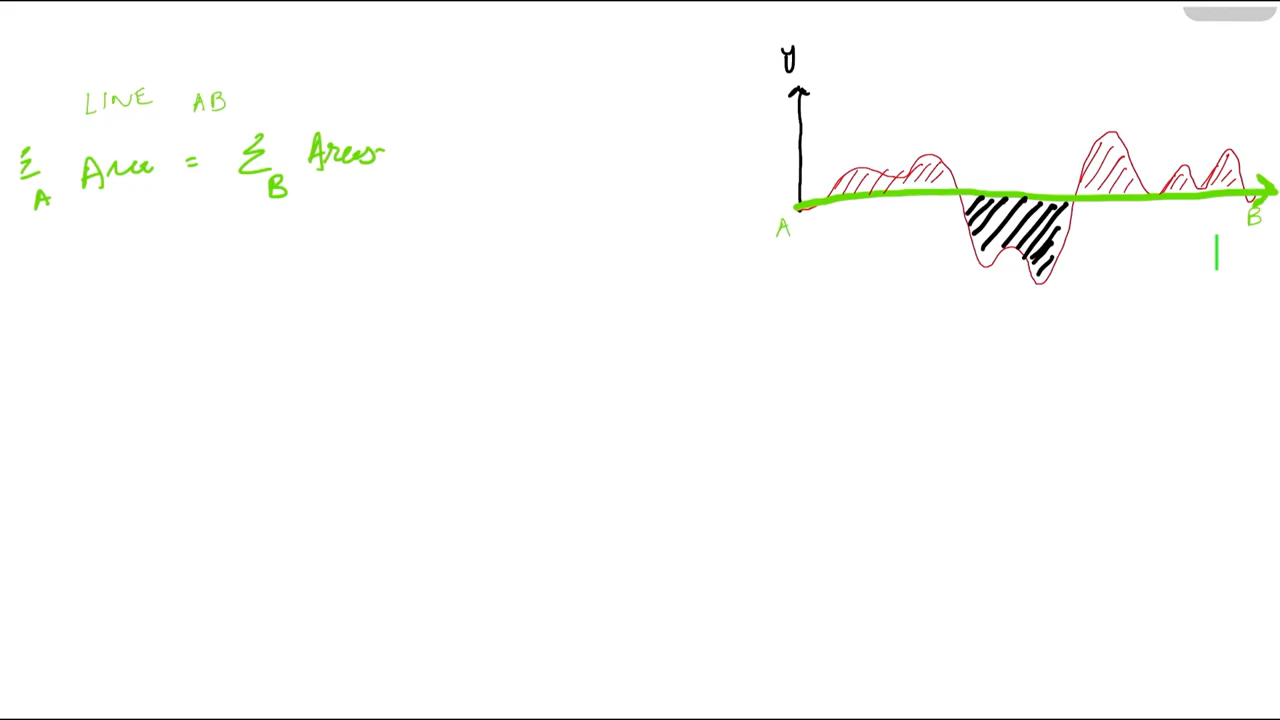 LINE AB
Σ Area = Σ Areas
A B
y
A
B